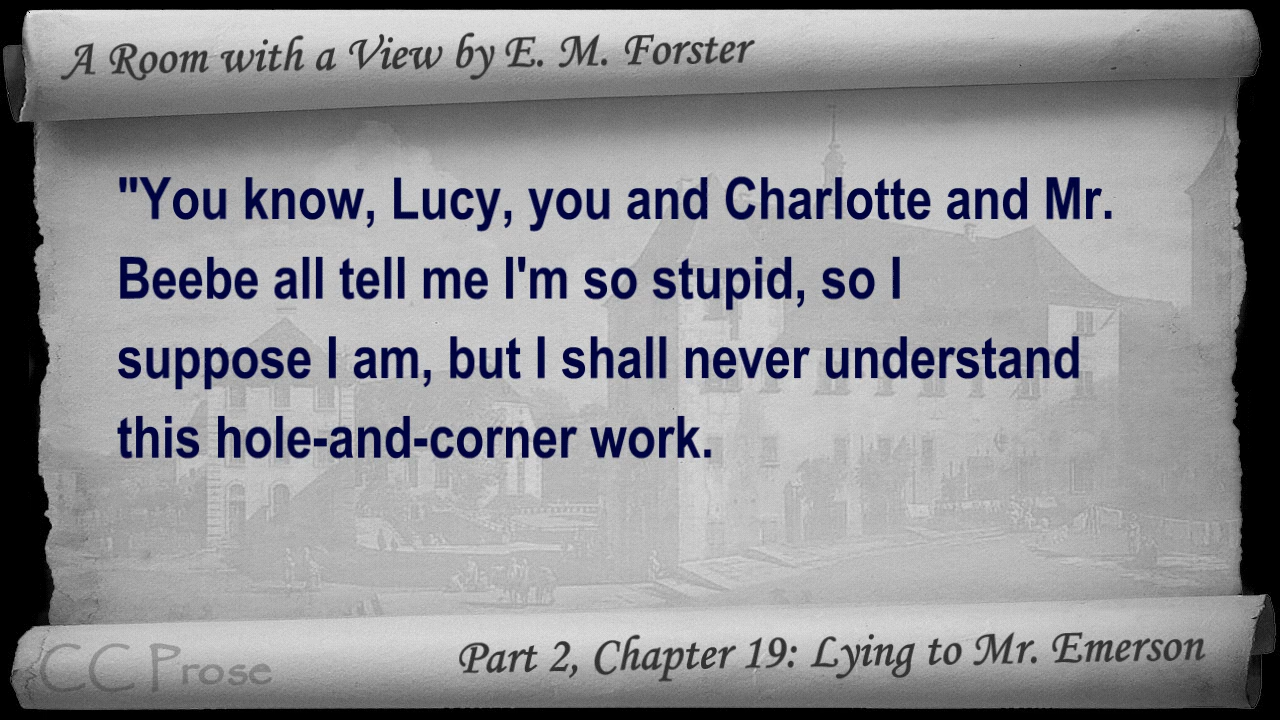 A Room with a View by E. M. Forster
"You know, Lucy, you and Charlotte and Mr.
Beebe all tell me I'm so stupid, so I
suppose I am, but I shall never understand
this hole-and-corner work.
CC Prose
Part 2, Chapter 19: Lying to Mr. Emerson